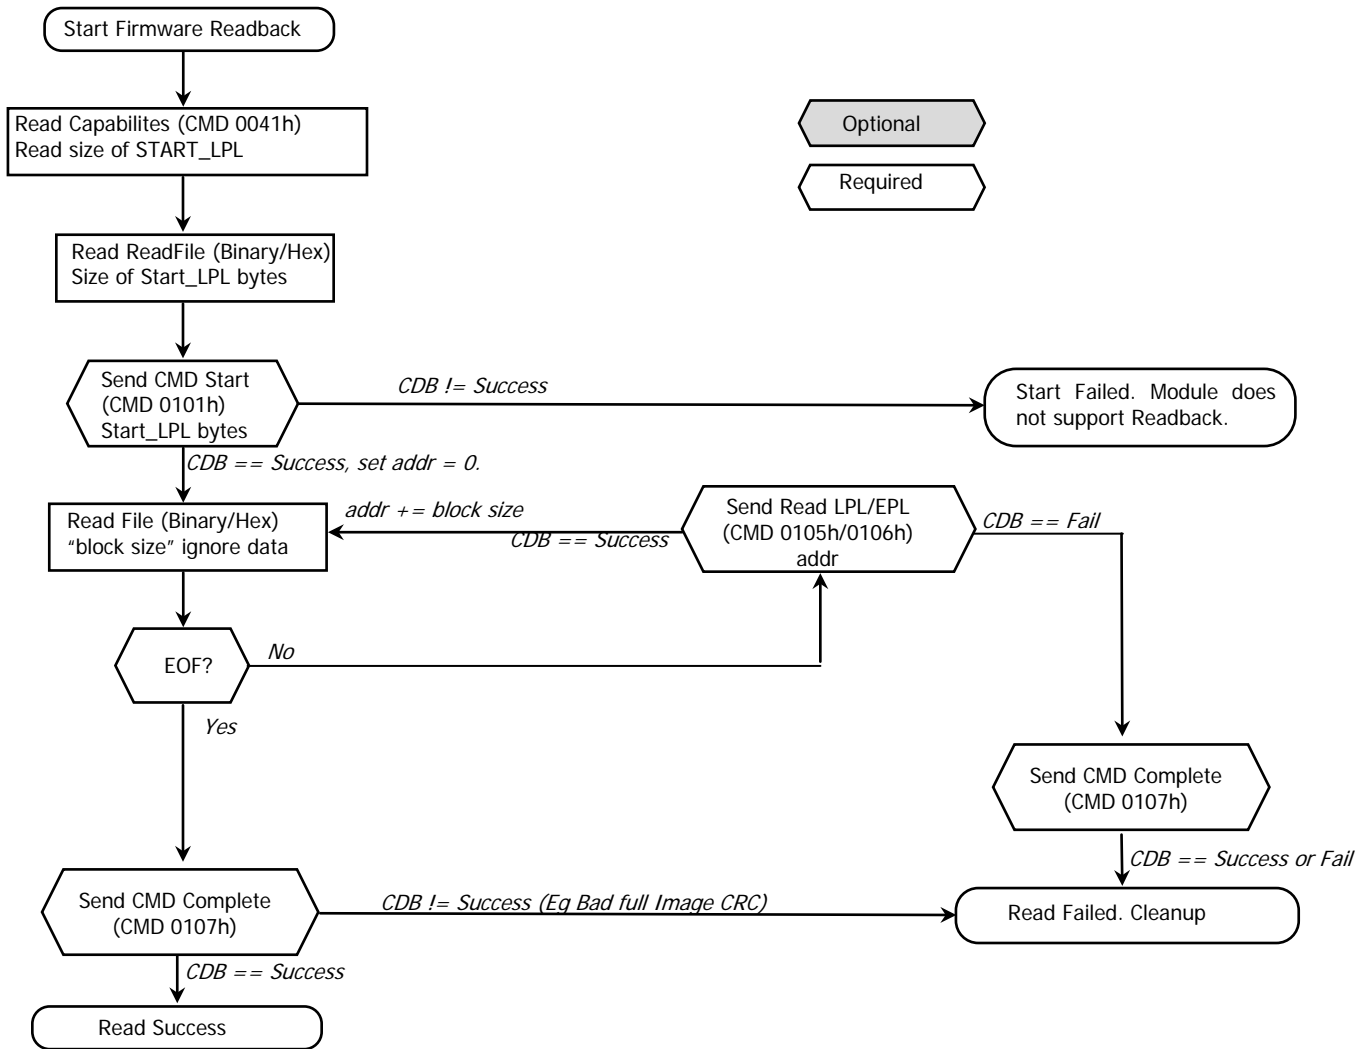 Start Firmware Readback
Read Capabilites (CMD 0041h)
Read size of START_LPL
Optional
Required
Read ReadFile (Binary/Hex)
Size of Start_LPL bytes
Send CMD Start
(CMD 0101h)
Start_LPL bytes
CDB != Success
Start Failed. Module does
not support Readback.
CDB == Success, set addr = 0.
Read File (Binary/Hex)
“block size” ignore data
addr += block size
CDB == Success
Send Read LPL/EPL
(CMD 0105h/0106h)
addr
CDB == Fail
EOF?
No
Yes
Send CMD Complete
(CMD 0107h)
CDB == Success or Fail
Send CMD Complete
(CMD 0107h)
CDB != Success (Eg Bad full Image CRC)
Read Failed. Cleanup
CDB == Success
Read Success